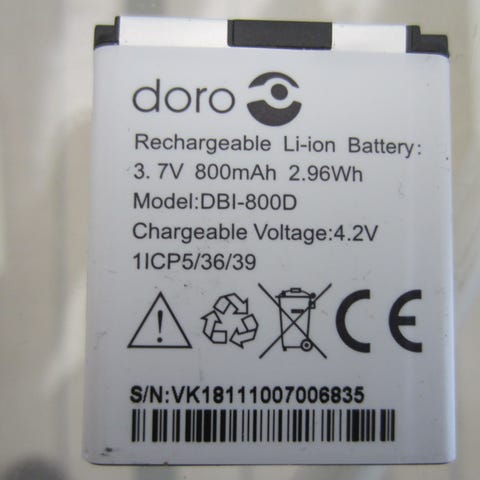 doro
Rechargeable Li-ion Battery:
3. 7V 800mAh 2.96Wh
Model:DBI-800D
Chargeable Voltage:4.2V
1ICP5/36/39
CE
S/N:VK18111007006835